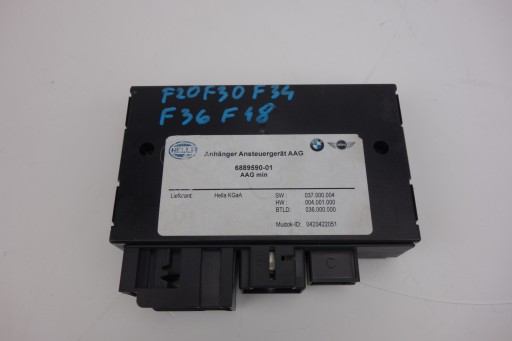 F20 F30 F34
F36 F48
HELLA
Anhänger Ansteuergerät AAG
6889590-01
AAG min
Lieferant: Hella KGaA
SW : 037.000.004
HW : 004.001.000
BTLD: 036.000.000
Mustek-ID: 0420422051